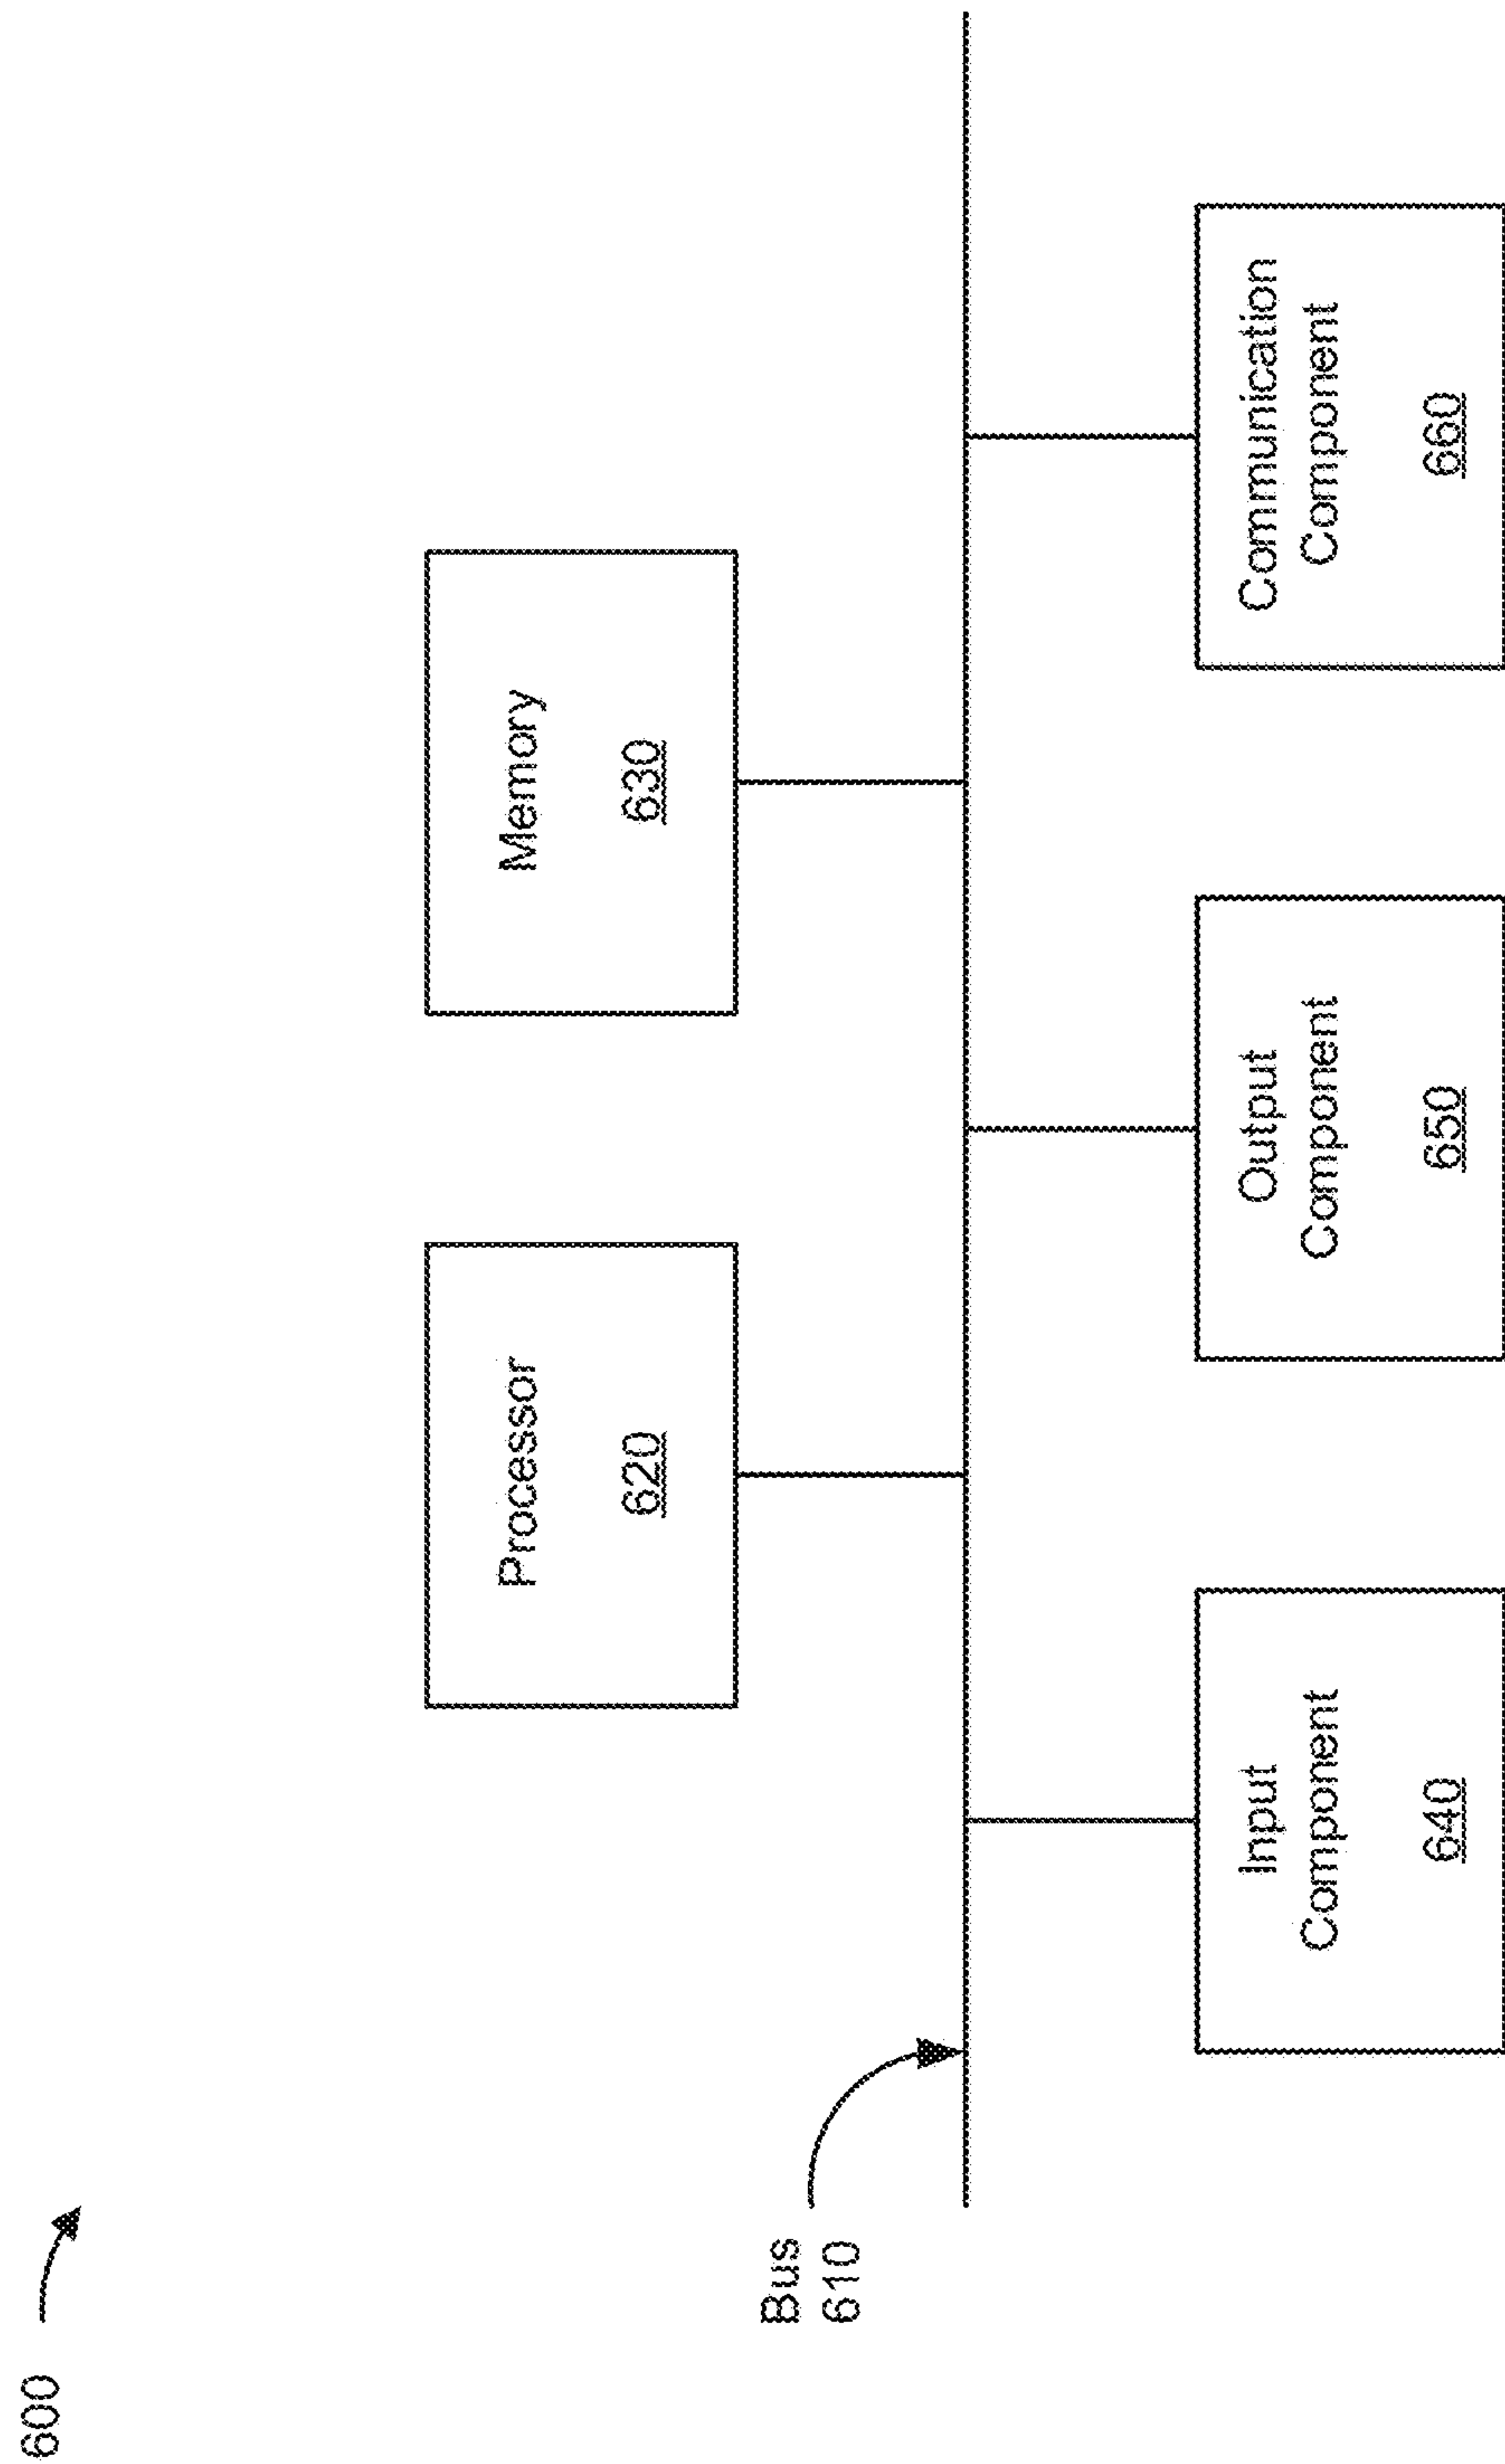 600
Processor
620
Memory
630
Bus
610
Input
Component
640
Output
Component
650
Communication
Component
660